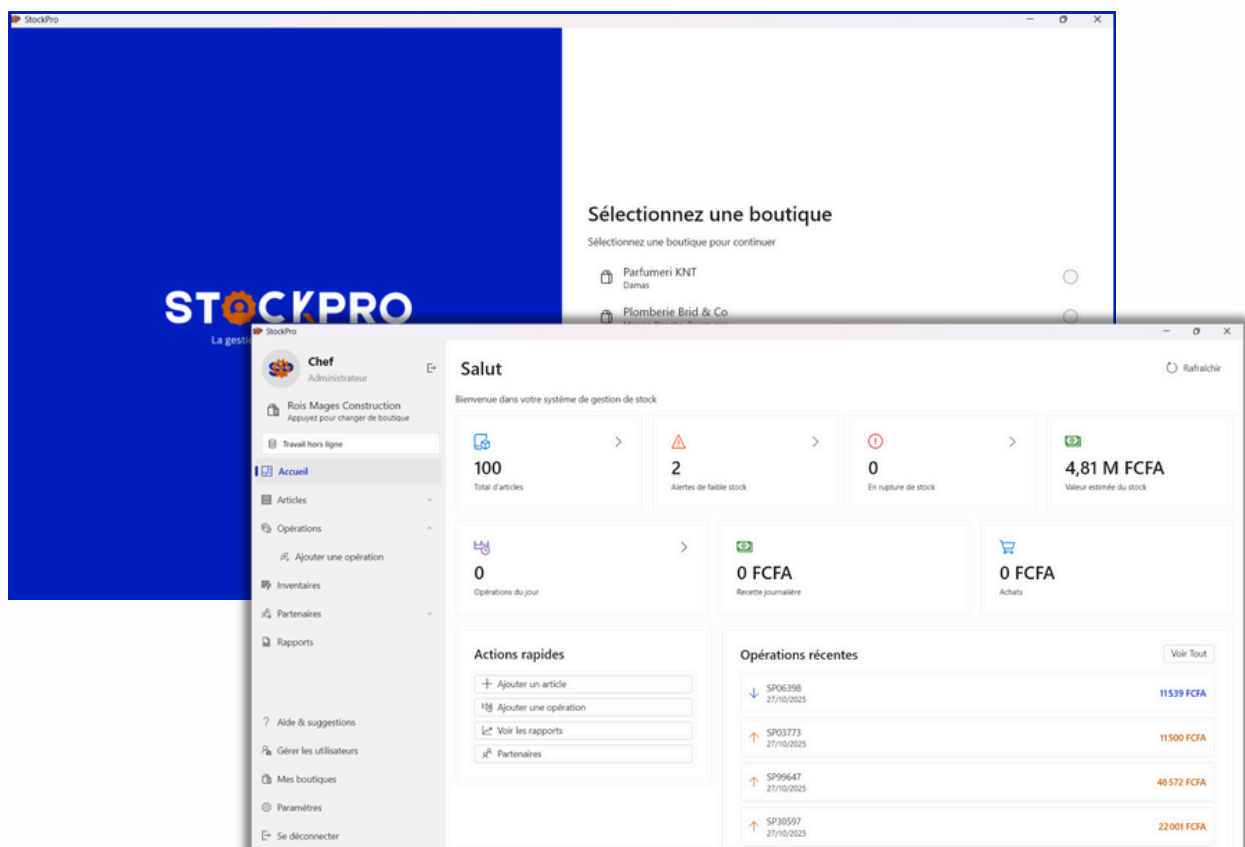 StockPro
STOCKPRO
La gesti
Sélectionnez une boutique
Sélectionnez une boutique pour continuer
Parfumeri KNT
Damas
Plomberie Brid & Co
StockPro
Chef
Administrateur
Rois Mages Construction
Appuyez pour changer de boutique
Travail hors ligne
Accueil
Articles
Opérations
Ajouter une opération
Inventaires
Partenaires
Rapports
? Aide & suggestions
Gérer les utilisateurs
Mes boutiques
Paramètres
Se déconnecter
Salut
Rafraîchir
Bienvenue dans votre système de gestion de stock
100
Total d'articles
2
Alertes de faible stock
0
En rupture de stock
4,81 M FCFA
Valeur estimée du stock
0
Opérations du jour
0 FCFA
Recette journalière
0 FCFA
Achats
Actions rapides
Ajouter un article
Ajouter une opération
Voir les rapports
Partenaires
Opérations récentes
Voir Tout
SP06398
27/10/2025
11 539 FCFA
SP03773
27/10/2025
11 500 FCFA
SP99647
27/10/2025
48 572 FCFA
SP30597
27/10/2025
22 001 FCFA